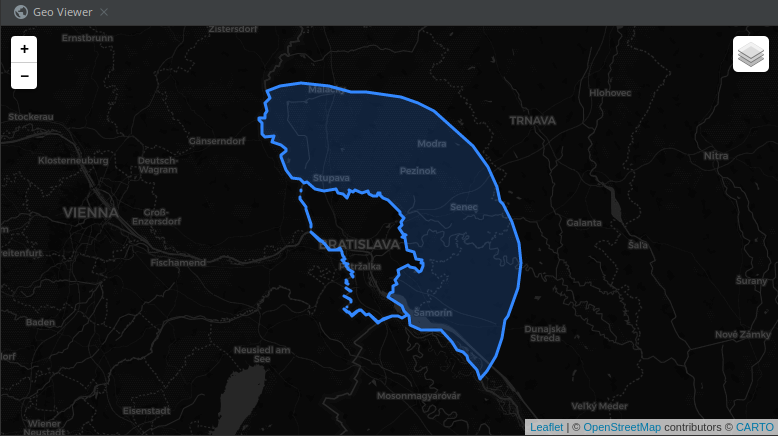 Geo Viewer
Ernstbrunn
Zistersdorf
+
−
Malacky
Hlohovec
Stockerau
TRNAVA
Gänserndorf
Modra
Klosterneuburg
Deutsch-
Wagram
Pezinok
Nitra
Stupava
VIENNA
Groß-
Enzersdorf
Senec
Galanta
BRATISLAVA
Šaľa
Fischamend
Petržalka
Šurany
Baden
Šamorín
Dunajská
Streda
Nové Zámky
Neusiedl am
See
Mosonmagyaróvár
Eisenstadt
Veľký Meder
Wiener
Neustadt
Leaflet | © OpenStreetMap contributors © CARTO